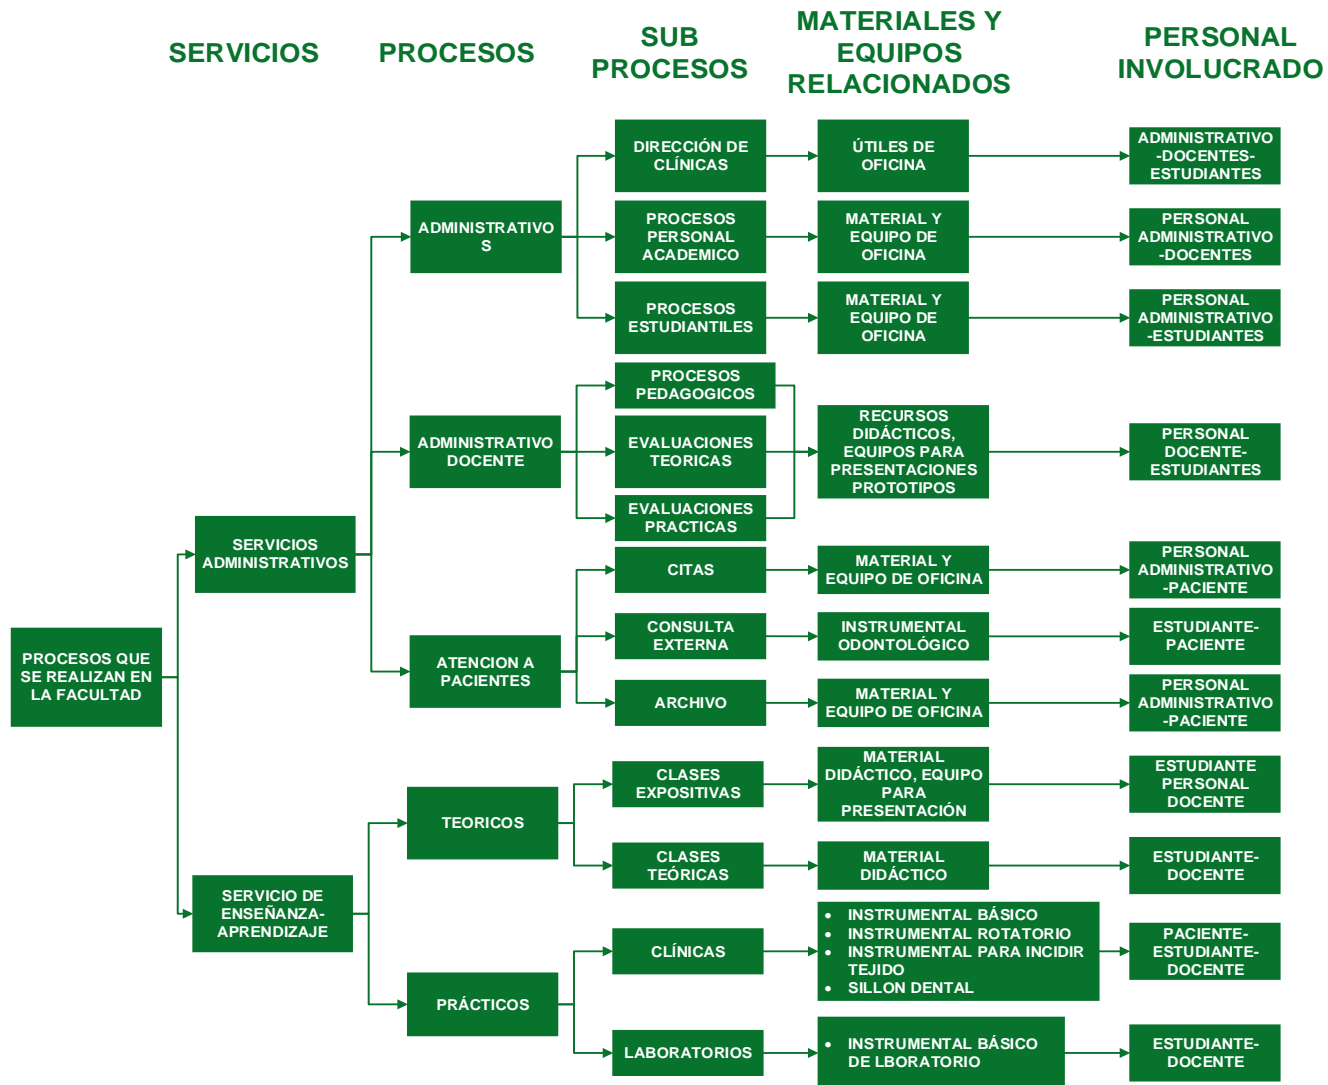 SERVICIOS
PROCESOS
SUB
PROCESOS
MATERIALES Y
EQUIPOS
RELACIONADOS
PERSONAL
INVOLUCRADO
PROCESOS QUE
SE REALIZAN EN
LA FACULTAD
SERVICIOS
ADMINISTRATIVOS
ADMINISTRATIVO
S
DIRECCIÓN DE
CLÍNICAS
ÚTILES DE
OFICINA
ADMINISTRATIVO
-DOCENTES-
ESTUDIANTES
PROCESOS
PERSONAL
ACADEMICO
MATERIAL Y
EQUIPO DE
OFICINA
PERSONAL
ADMINISTRATIVO
-DOCENTES
PROCESOS
ESTUDIANTILES
MATERIAL Y
EQUIPO DE
OFICINA
PERSONAL
ADMINISTRATIVO
-ESTUDIANTES
ADMINISTRATIVO
DOCENTE
PROCESOS
PEDAGOGICOS
EVALUACIONES
TEORICAS
EVALUACIONES
PRACTICAS
RECURSOS
DIDÁCTICOS,
EQUIPOS PARA
PRESENTACIONES
PROTOTIPOS
PERSONAL
DOCENTE-
ESTUDIANTES
ATENCION A
PACIENTES
CITAS
MATERIAL Y
EQUIPO DE OFICINA
PERSONAL
ADMINISTRATIVO
-PACIENTE
CONSULTA
EXTERNA
INSTRUMENTAL
ODONTOLÓGICO
ESTUDIANTE-
PACIENTE
ARCHIVO
MATERIAL Y
EQUIPO DE OFICINA
PERSONAL
ADMINISTRATIVO
-PACIENTE
SERVICIO DE
ENSEÑANZA-
APRENDIZAJE
TEORICOS
CLASES
EXPOSITIVAS
MATERIAL
DIDÁCTICO, EQUIPO
PARA
PRESENTACIÓN
ESTUDIANTE
PERSONAL
DOCENTE
CLASES
TEÓRICAS
MATERIAL
DIDÁCTICO
ESTUDIANTE-
DOCENTE
PRÁCTICOS
CLÍNICAS
• INSTRUMENTAL BÁSICO
• INSTRUMENTAL ROTATORIO
• INSTRUMENTAL PARA INCIDIR
TEJIDO
• SILLON DENTAL
PACIENTE-
ESTUDIANTE-
DOCENTE
LABORATORIOS
• INSTRUMENTAL BÁSICO
DE LBORATORIO
ESTUDIANTE-
DOCENTE